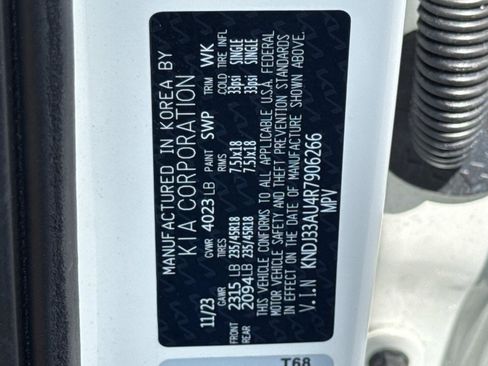 MANUFACTURED IN KOREA BY
KIA CORPORATION
11/23 GVWR 4023 LB PAINT SWP TRIM WK
GAWR TIRES RIMS COLD TIRE INFL
FRONT 2315 LB 235/45R18 7.5Jx18 33psi SINGLE
REAR 2094 LB 235/45R18 7.5Jx18 33psi SINGLE
THIS VEHICLE CONFORMS TO ALL APPLICABLE U.S.A. FEDERAL
MOTOR VEHICLE SAFETY AND THEFT PREVENTION STANDARDS
IN EFFECT ON THE DATE OF MANUFACTURE SHOWN ABOVE.
V.I.N KNDJ33AU4R7906266
MPV
T68